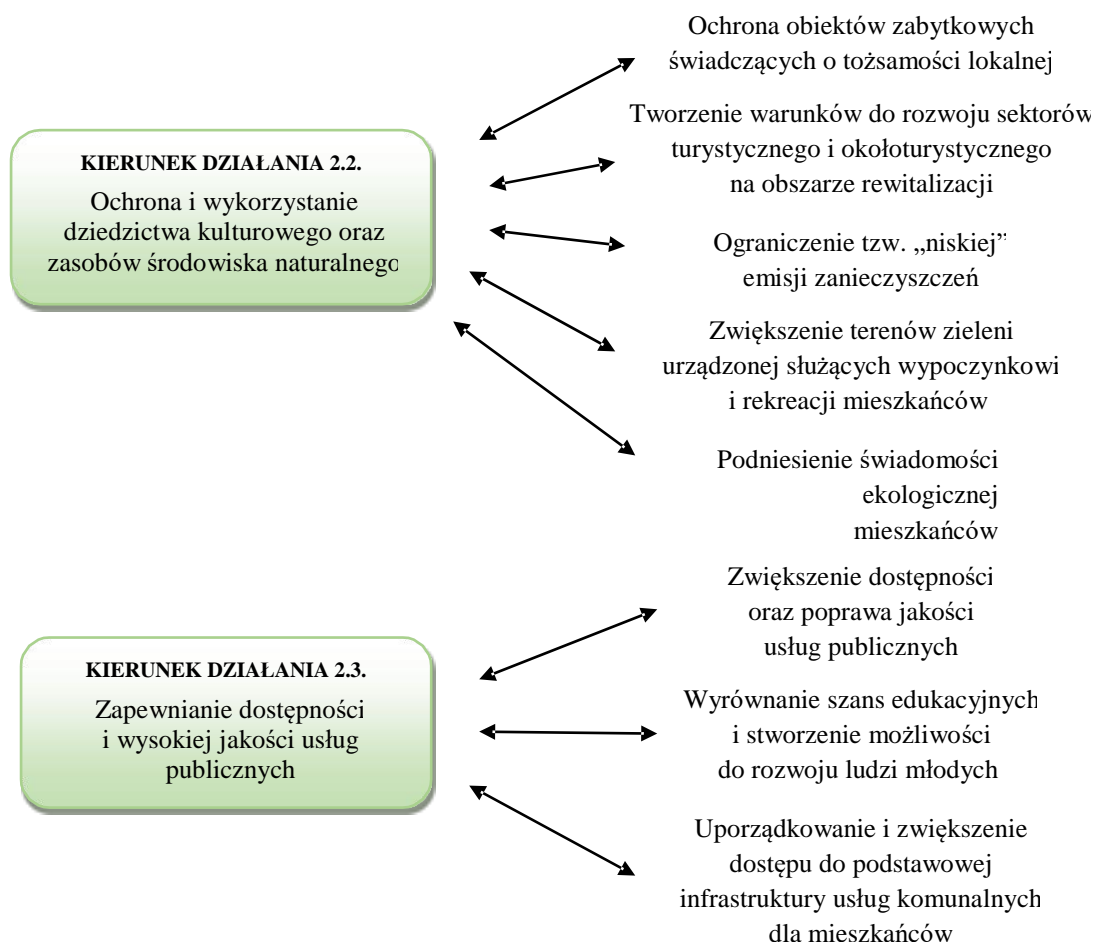 KIERUNEK DZIAŁANIA 2.2.
Ochrona i wykorzystanie
dziedzictwa kulturowego oraz
zasobów środowiska naturalnego
Ochrona obiektów zabytkowych
świadczących o tożsamości lokalnej
Tworzenie warunków do rozwoju sektorów
turystycznego i okołoturystycznego
na obszarze rewitalizacji
Ograniczenie tzw. „niskiej”
emisji zanieczyszczeń
Zwiększenie terenów zieleni
urządzonej służących wypoczynkowi
i rekreacji mieszkańców
Podniesienie świadomości
ekologicznej
mieszkańców
KIERUNEK DZIAŁANIA 2.3.
Zapewnianie dostępności
i wysokiej jakości usług
publicznych
Zwiększenie dostępności
oraz poprawa jakości
usług publicznych
Wyrównanie szans edukacyjnych
i stworzenie możliwości
do rozwoju ludzi młodych
Uporządkowanie i zwiększenie
dostępu do podstawowej
infrastruktury usług komunalnych
dla mieszkańców